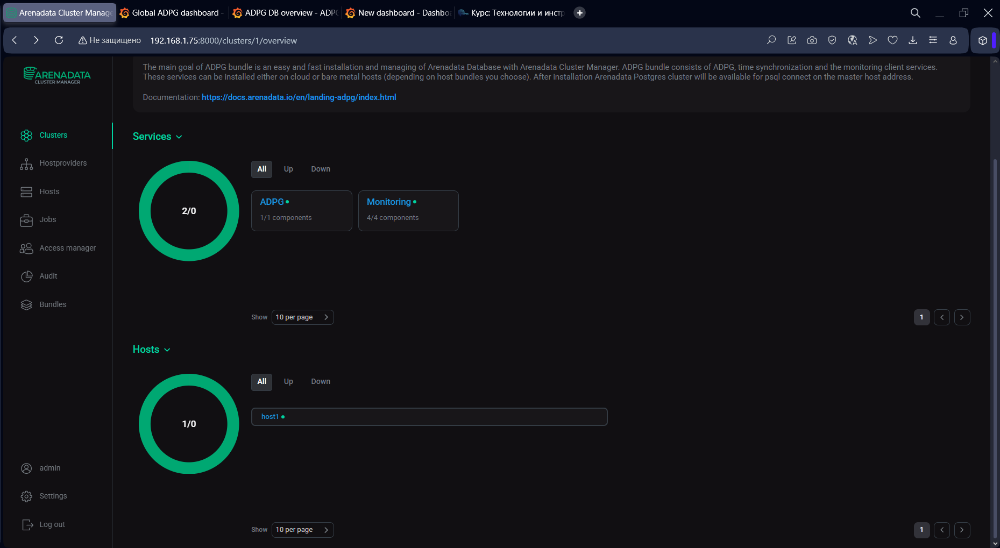 Arenadata Cluster Manage
Global ADPG dashboard -
ADPG DB overview - ADPG
New dashboard - Dashbo
Курс: Технологии и инстр
Не защищено
192.168.1.75:8000/clusters/1/overview
ARENADATA
CLUSTER MANAGER
The main goal of ADPG bundle is an easy and fast installation and managing of Arenadata Database with Arenadata Cluster Manager. ADPG bundle consists of ADPG, time synchronization and the monitoring client services.
These services can be installed either on cloud or bare metal hosts (depending on host bundles you choose). After installation Arenadata Postgres cluster will be available for psql connect on the master host address.
Documentation: https://docs.arenadata.io/en/landing-adpg/index.html
Clusters
Hostproviders
Hosts
Jobs
Access manager
Audit
Bundles
admin
Settings
Log out
Services
2/0
All Up Down
ADPG
1/1 components
Monitoring
4/4 components
Show 10 per page
1
Hosts
1/0
All Up Down
host1
Show 10 per page
1